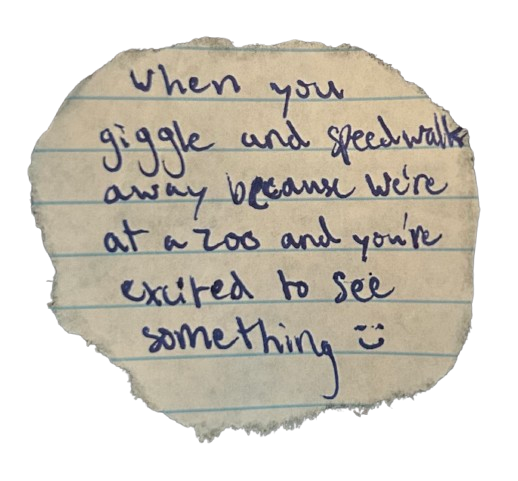 when you
giggle and speedwalk
away because we're
at a zoo and you're
excited to see
something :)